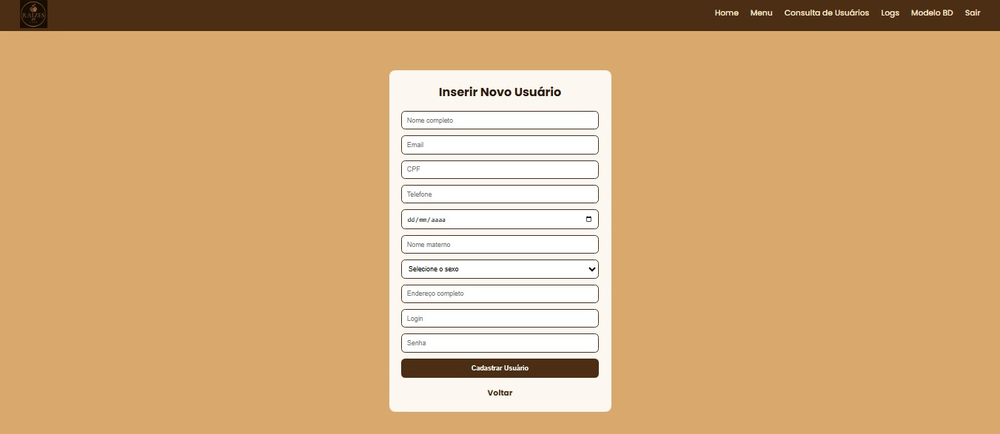 RAÍZES
Home Menu Consulta de Usuários Logs Modelo BD Sair
Inserir Novo Usuário
Nome completo
Email
CPF
Telefone
dd/mm/aaaa
Nome materno
Selecione o sexo
Endereço completo
Login
Senha
Cadastrar Usuário
Voltar